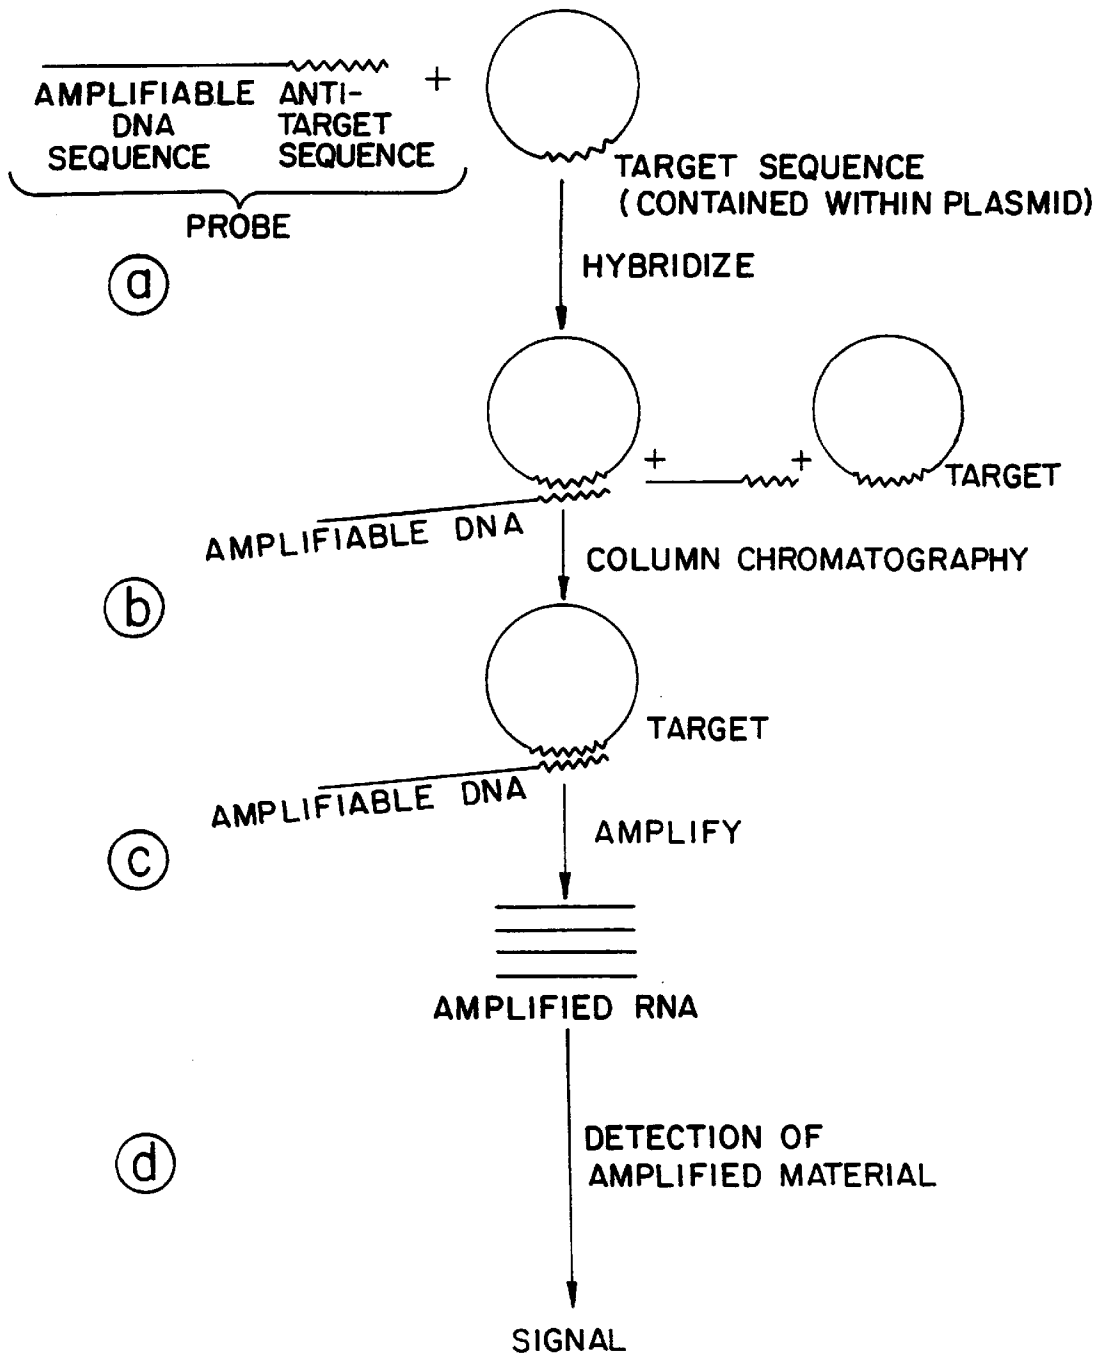 AMPLIFIABLE ANTI-
DNA TARGET
SEQUENCE SEQUENCE
PROBE
+
TARGET SEQUENCE
(CONTAINED WITHIN PLASMID)
a
HYBRIDIZE
+ +
TARGET
AMPLIFIABLE DNA
b
COLUMN CHROMATOGRAPHY
TARGET
AMPLIFIABLE DNA
c
AMPLIFY
AMPLIFIED RNA
d
DETECTION OF
AMPLIFIED MATERIAL
SIGNAL